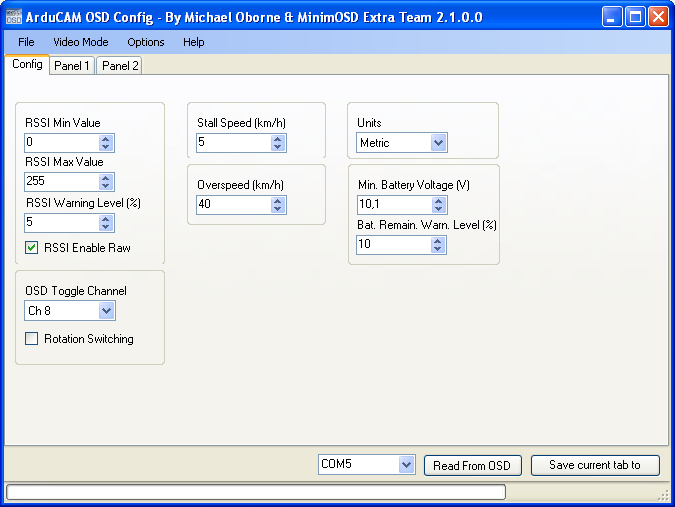 ArduCAM OSD Config - By Michael Oborne & MinimOSD Extra Team 2.1.0.0
File Video Mode Options Help
Config Panel 1 Panel 2
RSSI Min Value
0
RSSI Max Value
255
RSSI Warning Level (%)
5
RSSI Enable Raw
OSD Toggle Channel
Ch 8
Rotation Switching
Stall Speed (km/h)
5
Overspeed (km/h)
40
Units
Metric
Min. Battery Voltage (V)
10,1
Bat. Remain. Warn. Level (%)
10
COM5
Read From OSD
Save current tab to